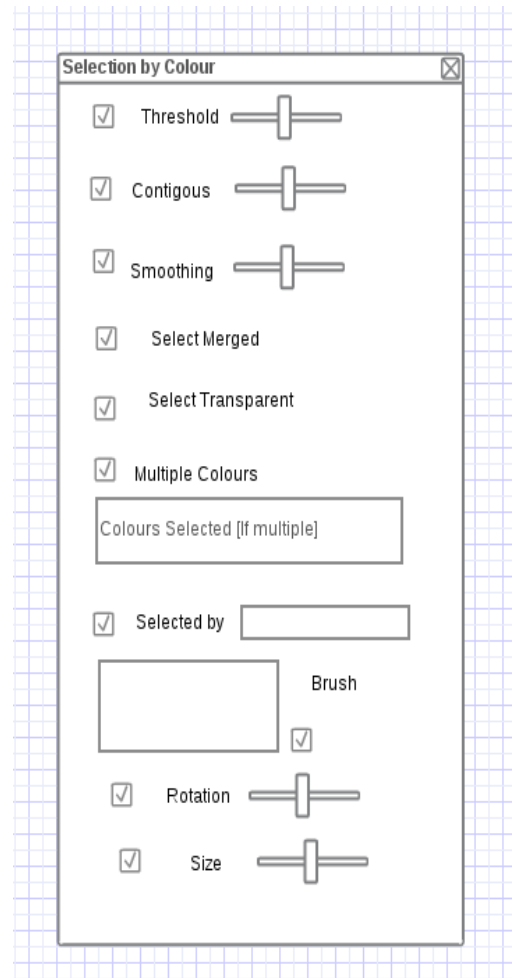 Selection by Colour
Threshold
Contigous
Smoothing
Select Merged
Select Transparent
Multiple Colours
Colours Selected [If multiple]
Selected by
Brush
Rotation
Size